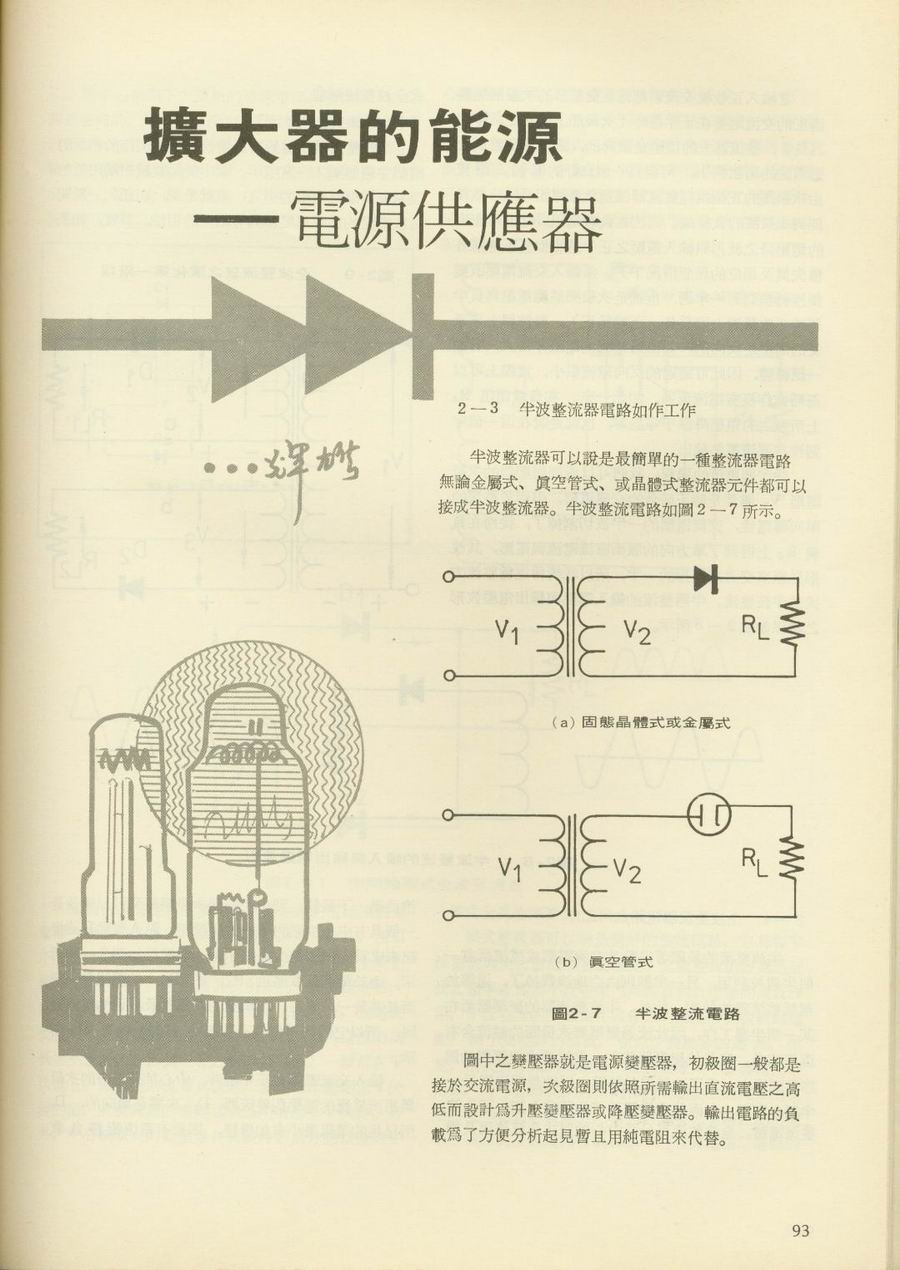 擴大器的能源
——電源供應器
2—3　半波整流器電路如作工作
半波整流器可以說是最簡單的一種整流器電路
無論金屬式、眞空管式、或晶體式整流器元件都可以
接成半波整流器。半波整流電路如圖2—7所示。
V1 V2 RL
(a) 固態晶體式或金屬式
V1 V2 RL
(b) 眞空管式
圖2-7　半波整流電路
圖中之變壓器就是電源變壓器，初級圈一般都是
接於交流電源，次級圈則依照所需輸出直流電壓之高
低而設計爲升壓變壓器或降壓變壓器。輸出電路的負
載爲了方便分析起見暫且用純電阻來代替。
93